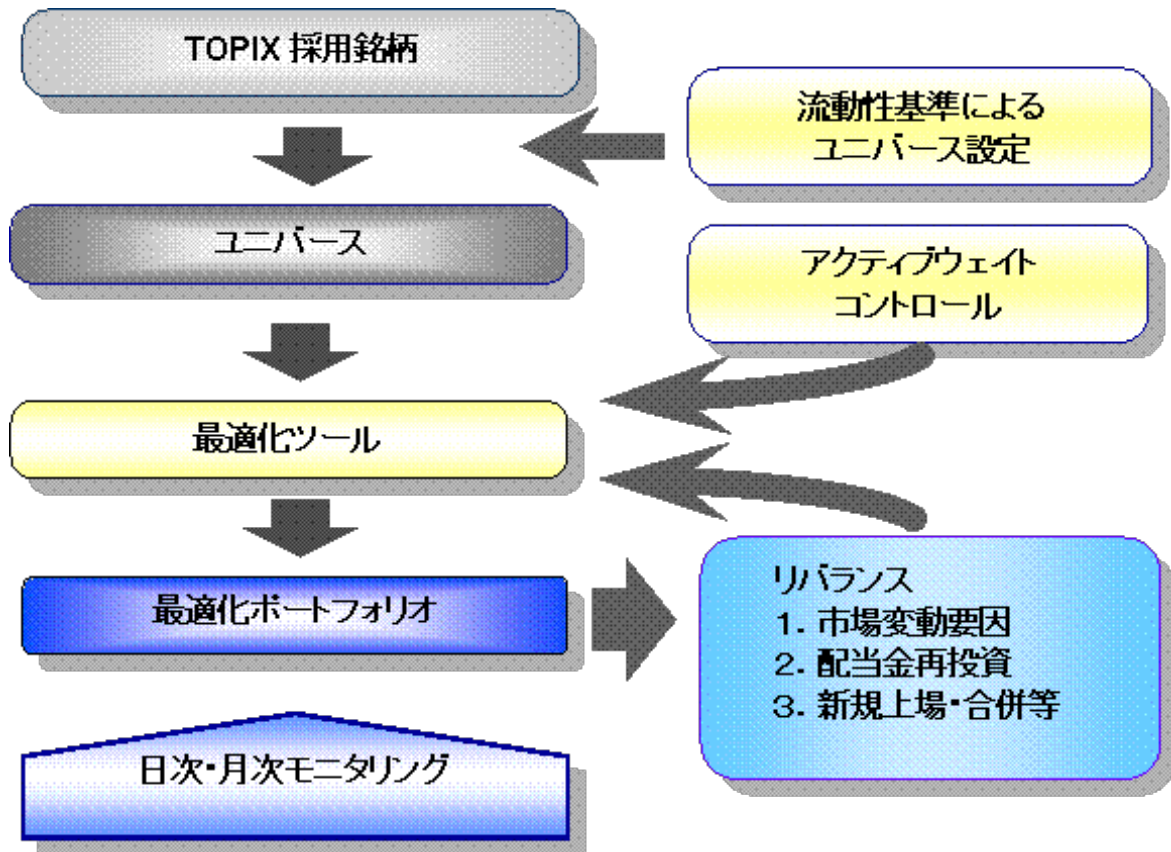 TOPIX 採用銘柄
流動性基準による
ユニバース設定
ユニバース
アクティブウェイト
コントロール
最適化ツール
最適化ポートフォリオ
リバランス
1. 市場変動要因
2. 配当金再投資
3. 新規上場・合併等
日次・月次モニタリング